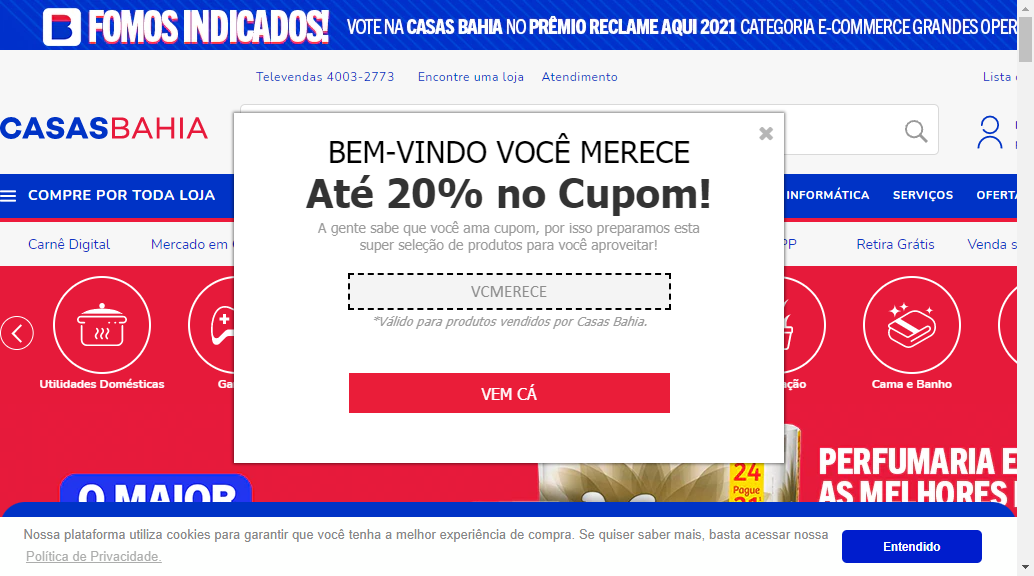 FOMOS INDICADOS! VOTE NA CASAS BAHIA NO PRÊMIO RECLAME AQUI 2021 CATEGORIA E-COMMERCE GRANDES OPER
Televendas 4003-2773 Encontre uma loja Atendimento Lista
CASASBAHIA
COMPRE POR TODA LOJA INFORMÁTICA SERVIÇOS OFERTA
Carnê Digital Mercado em PP Retira Grátis Venda s
BEM-VINDO VOCÊ MERECE
Até 20% no Cupom!
A gente sabe que você ama cupom, por isso preparamos esta
super seleção de produtos para você aproveitar!
VCMERECE
*Válido para produtos vendidos por Casas Bahia.
VEM CÁ
Utilidades Domésticas Ga ção Cama e Banho
O MAIOR
24
Pague
PERFUMARIA E
AS MELHORES
Nossa plataforma utiliza cookies para garantir que você tenha a melhor experiência de compra. Se quiser saber mais, basta acessar nossa
Política de Privacidade.
Entendido